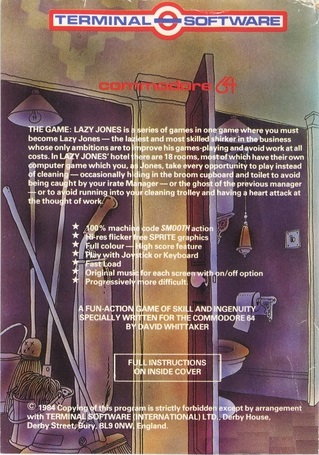 TERMINAL SOFTWARE
commodore 64
THE GAME: LAZY JONES is a series of games in one game where you must
become Lazy Jones — the laziest and most skilled shirker in the business
whose only ambitions are to improve his games-playing and avoid work at all
costs. In LAZY JONES' hotel there are 18 rooms, most of which have their own
computer game which you, as Jones, take every opportunity to play instead
of cleaning — occasionally hiding in the broom cupboard and toilet to avoid
being caught by your irate Manager — or the ghost of the previous manager
— or to avoid running into your cleaning trolley and having a heart attack at
the thought of work.
★ 100% machine code SMOOTH action
★ Hi-res flicker free SPRITE graphics
★ Full colour — High score feature
★ Play with Joystick or Keyboard
★ Fast Load
★ Original music for each screen with on/off option
★ Progressively more difficult.
A FUN-ACTION GAME OF SKILL AND INGENUITY
SPECIALLY WRITTEN FOR THE COMMODORE 64
BY DAVID WHITTAKER
FULL INSTRUCTIONS
ON INSIDE COVER
© 1984 Copying of this program is strictly forbidden except by arrangement
with TERMINAL SOFTWARE (INTERNATIONAL) LTD., Derby House,
Derby Street, Bury, BL9 0NW, England.